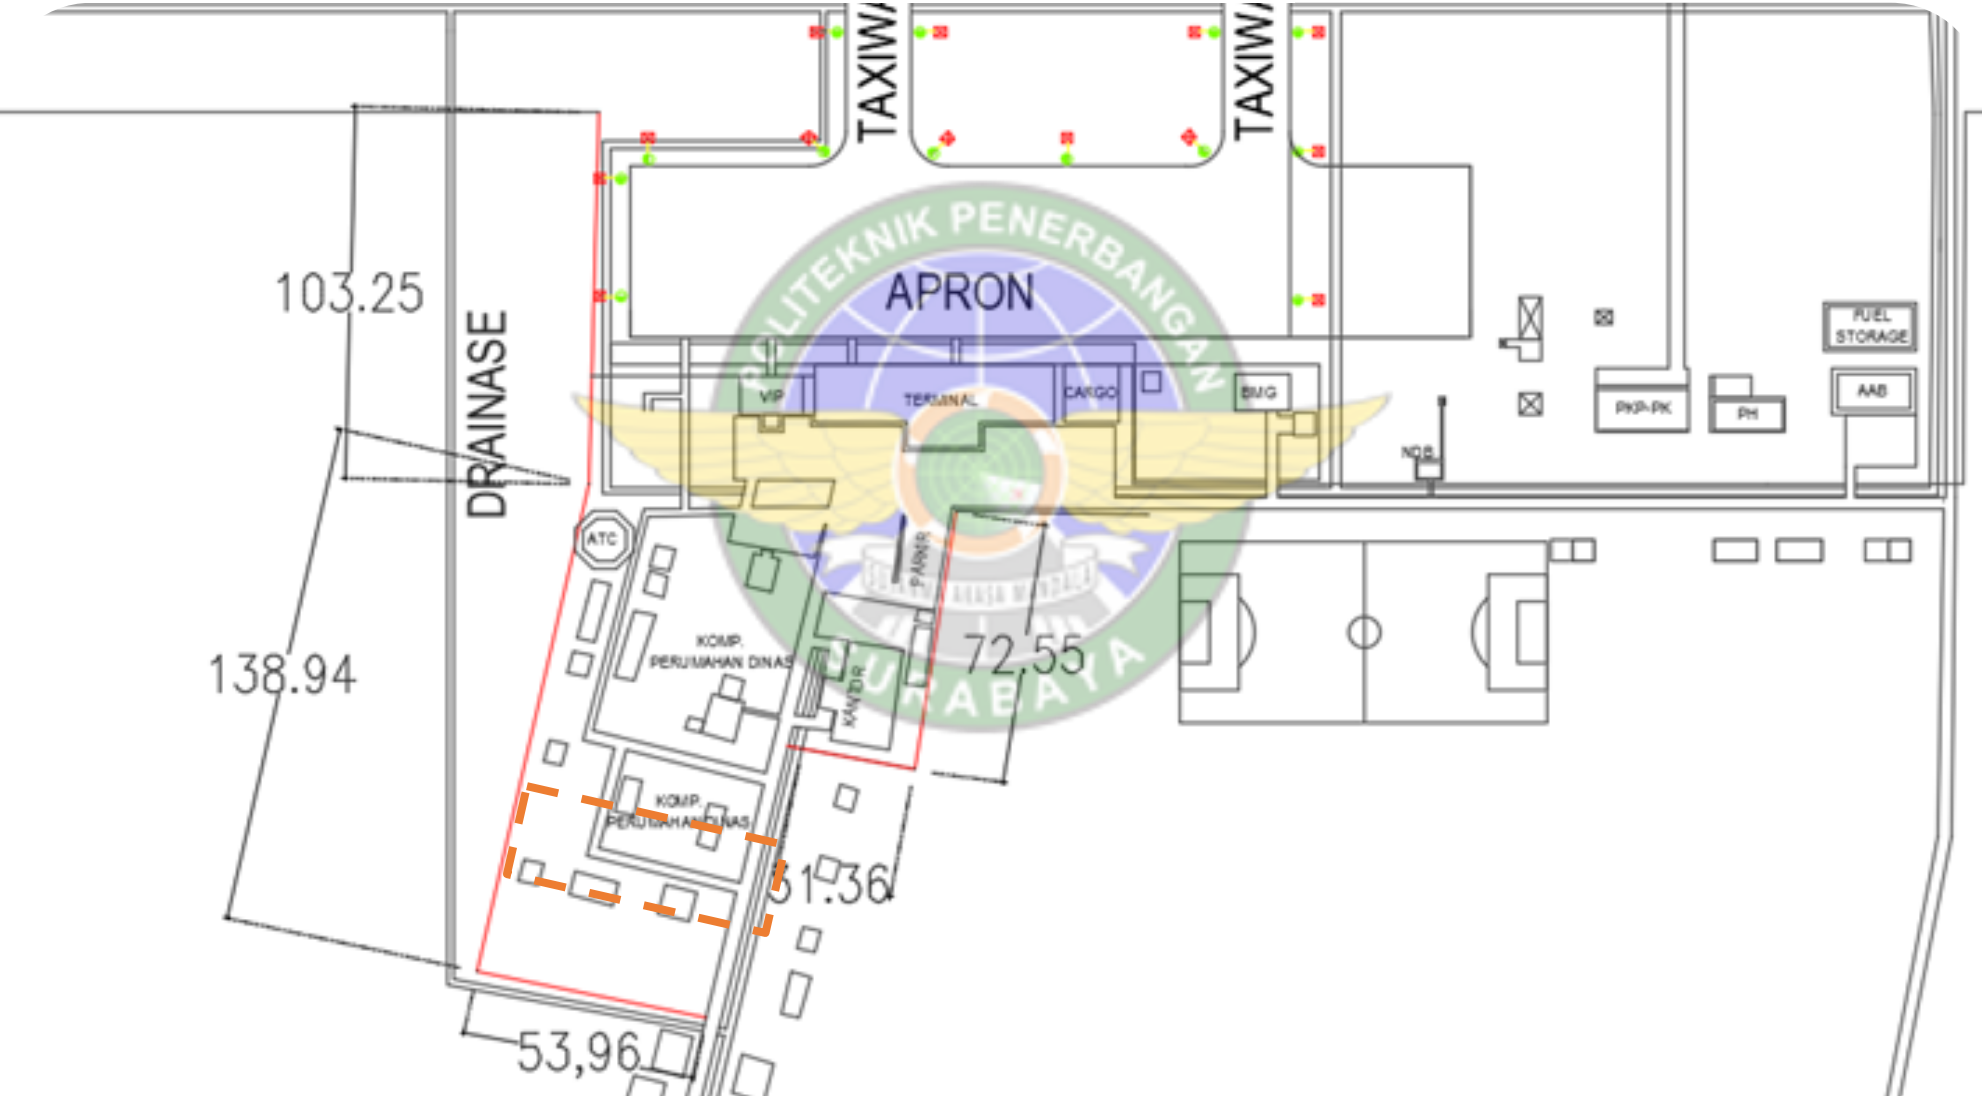 TAXIWA
TAXIWA
POLITEKNIK PENERBANGAN
103.25
APRON
FUEL
STORAGE
DRAINASE
VIP
TERMINAL
CARGO
BMG
PKP-PK
PH
AAB
NDB
ATC
PARKIR
KOMP.
PERUMAHAN DINAS
138.94
72.55
KANTOR
SURABAYA
KOMP.
PERUMAHAN DINAS
31.36
53,96